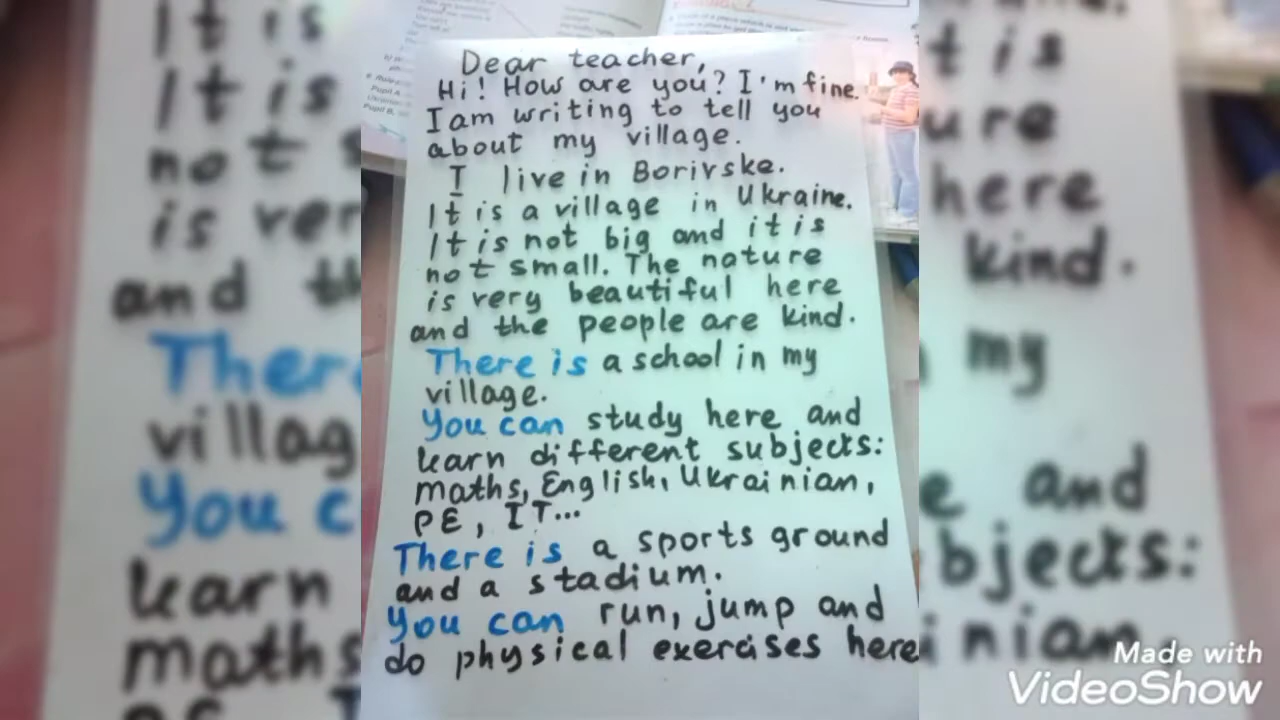 Dear teacher,
Hi! How are you? I'm fine.
I am writing to tell you
about my village.
I live in Borivske.
It is a village in Ukraine.
It is not big and it is
not small. The nature
is very beautiful here
and the people are kind.
There is a school in my
village.
You can study here and
learn different subjects:
maths, English, Ukrainian,
PE, IT...
There is a sports ground
and a stadium.
You can run, jump and
do physical exercises here
Made with
VideoShow